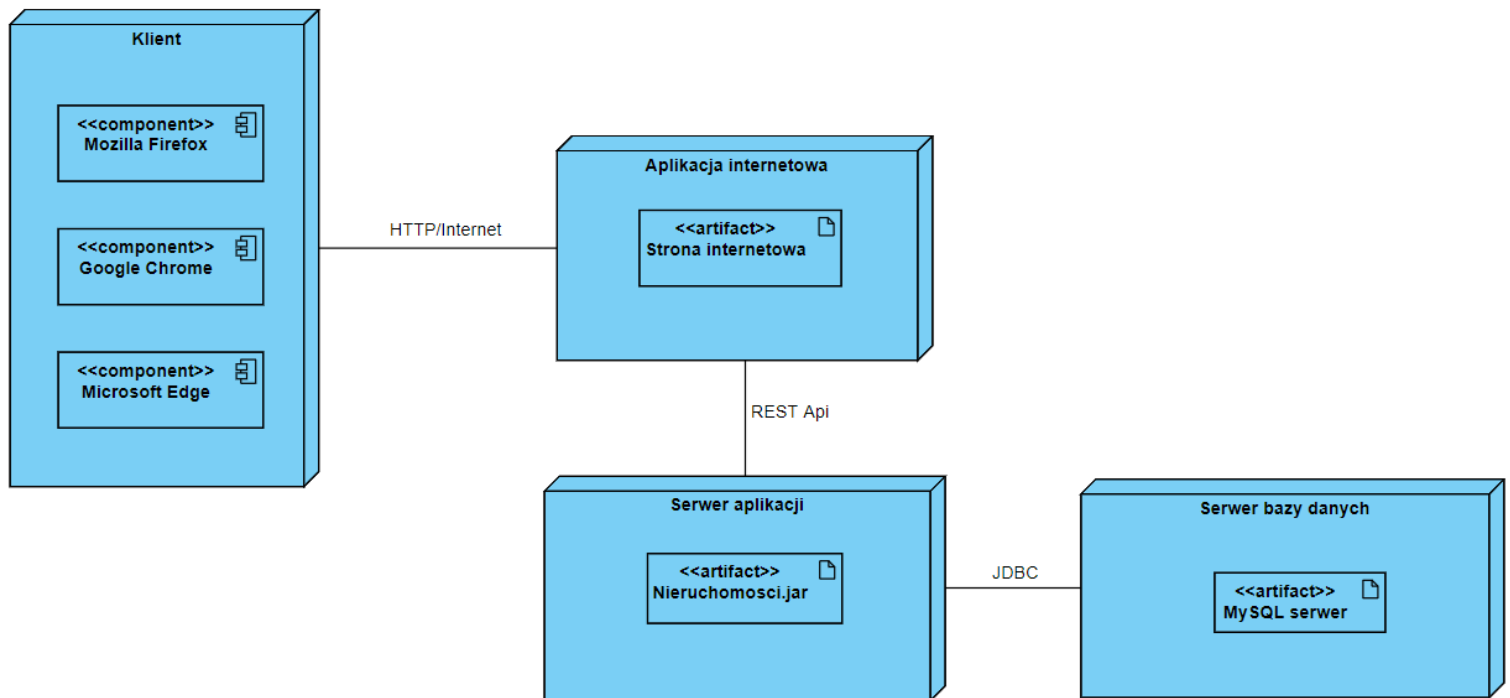 Klient
<<component>>
Mozilla Firefox
<<component>>
Google Chrome
<<component>>
Microsoft Edge
HTTP/Internet
Aplikacja internetowa
<<artifact>>
Strona internetowa
REST Api
Serwer aplikacji
<<artifact>>
Nieruchomosci.jar
JDBC
Serwer bazy danych
<<artifact>>
MySQL serwer